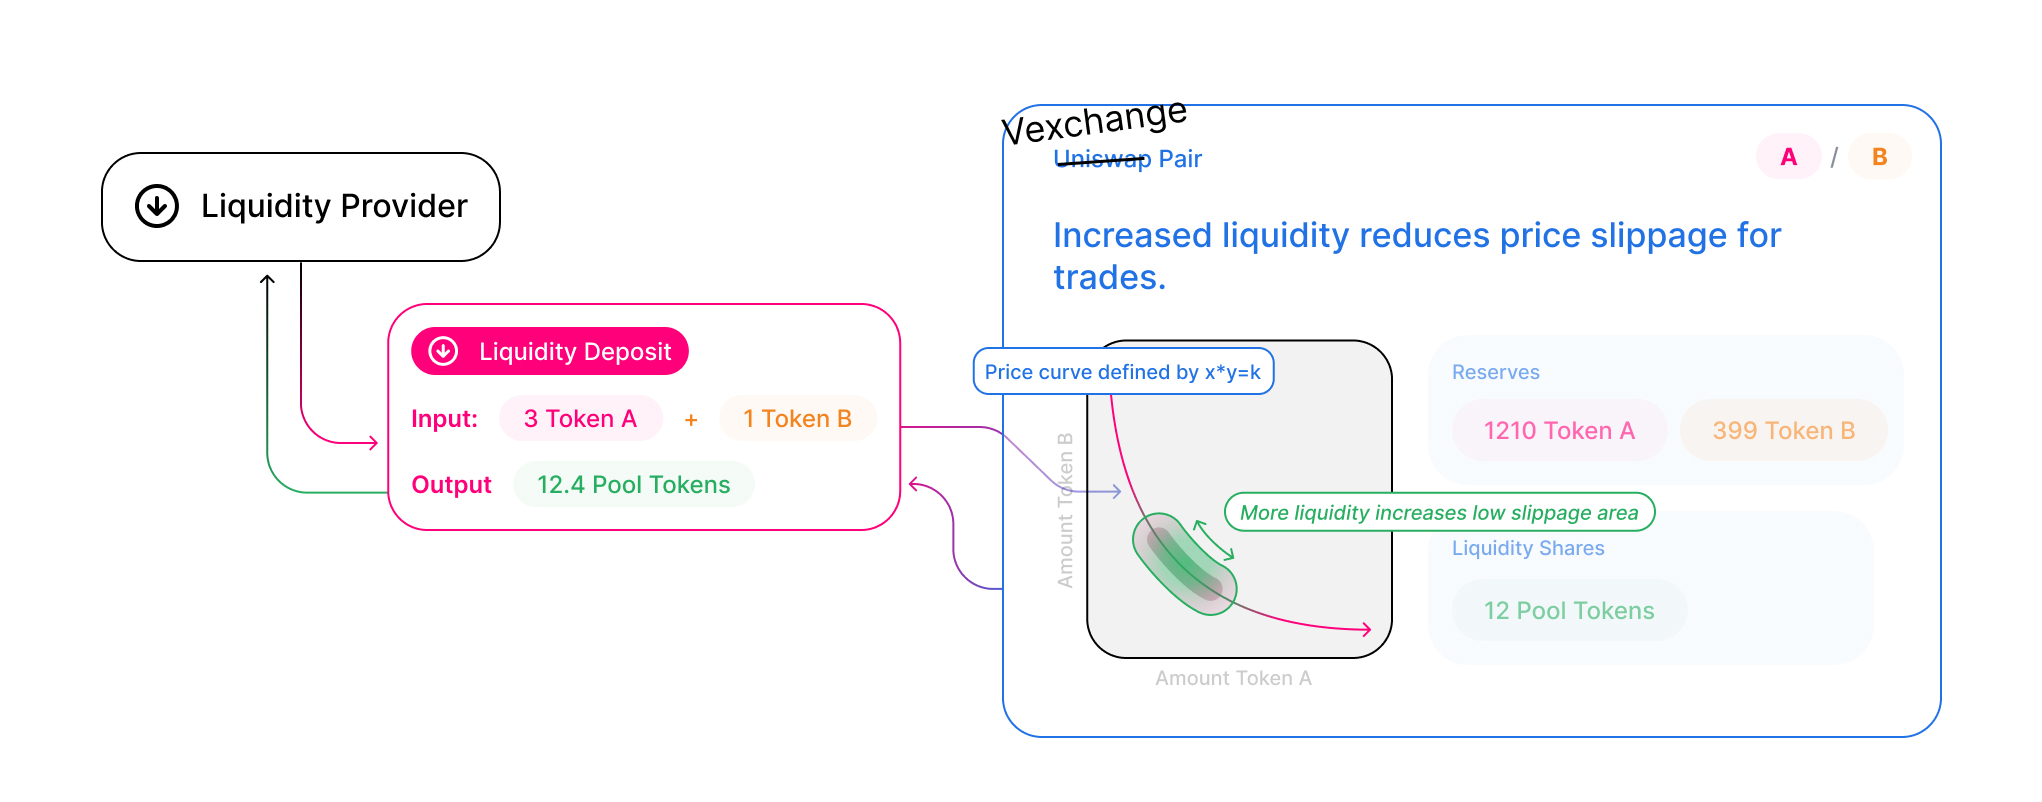 Liquidity Provider
Liquidity Deposit
Input: 3 Token A + 1 Token B
Output 12.4 Pool Tokens
Vexchange
Uniswap Pair
A / B
Increased liquidity reduces price slippage for
trades.
Price curve defined by x*y=k
Amount Token B
Amount Token A
More liquidity increases low slippage area
Reserves
1210 Token A 399 Token B
Liquidity Shares
12 Pool Tokens